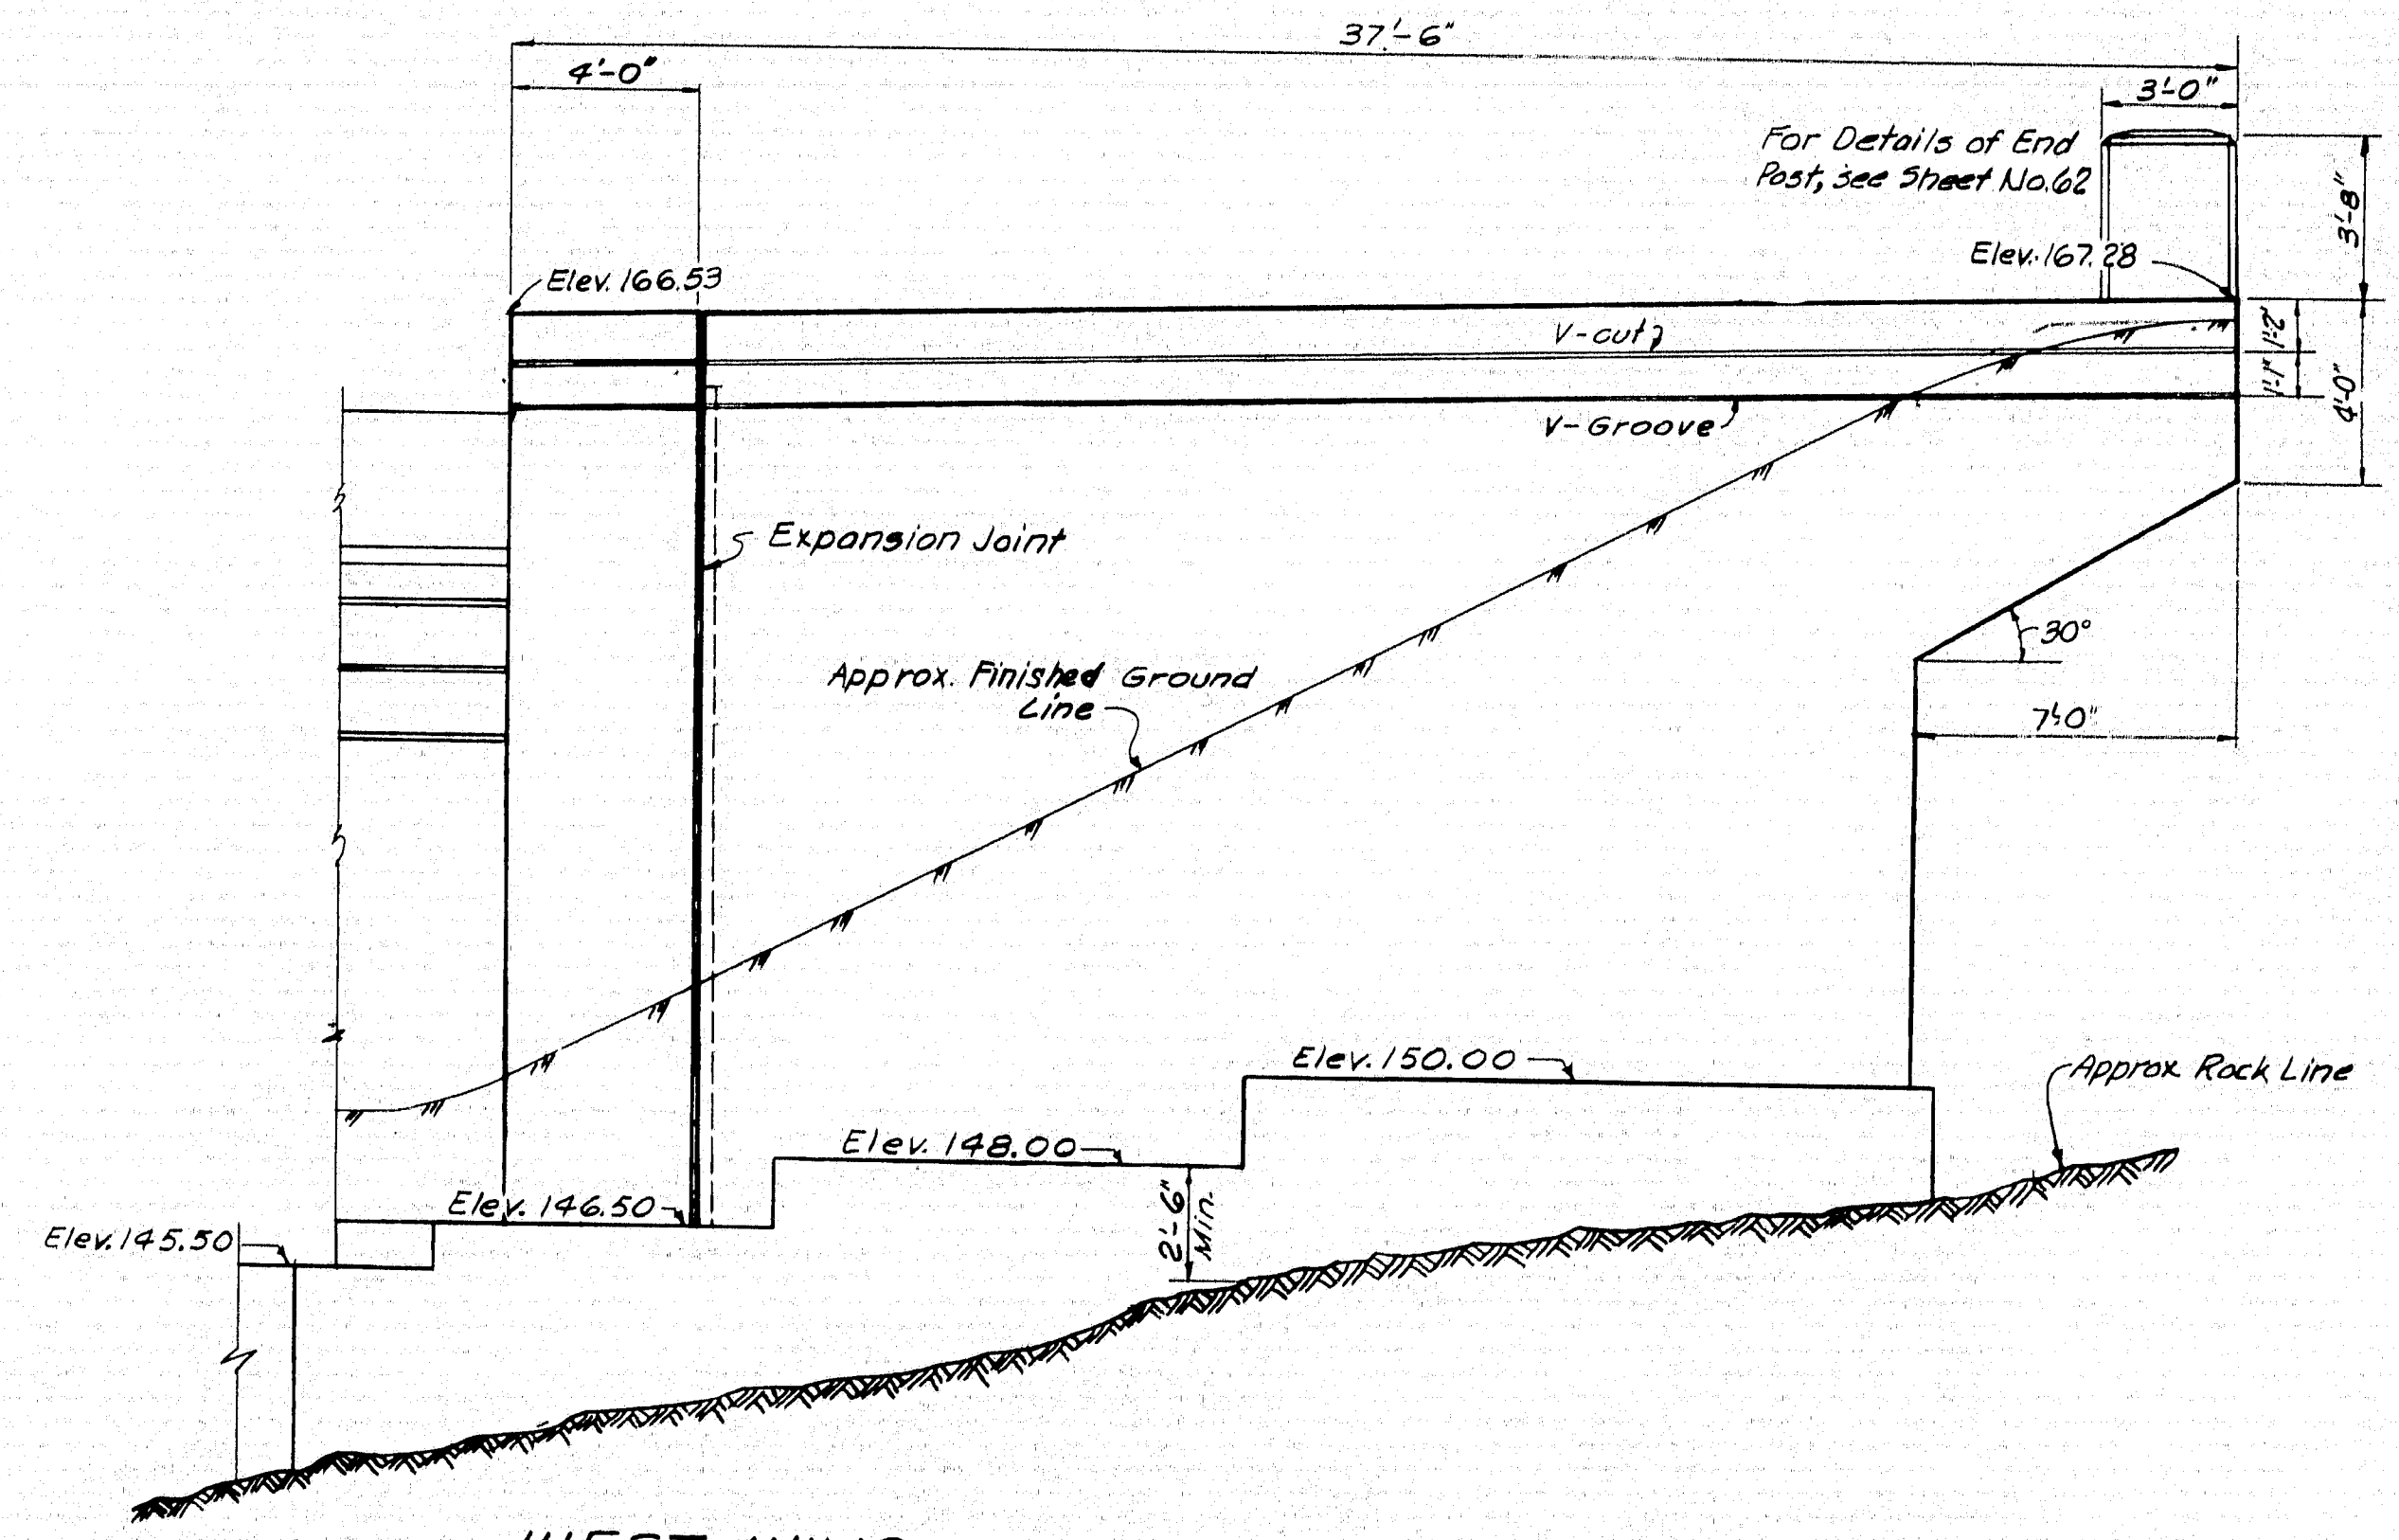 37'-6"
4'-0"
3'-0"
For Details of End
Post, see Sheet No.62
3'-8"
Elev. 167.28
Elev. 166.53
V-cut
1'-2"
1'-1"
4'-0"
V-Groove
Expansion Joint
30°
Approx. Finished Ground
Line
7'-0"
Elev. 150.00
Approx Rock Line
Elev. 148.00
2'-6"
Min.
Elev. 146.50
Elev. 145.50